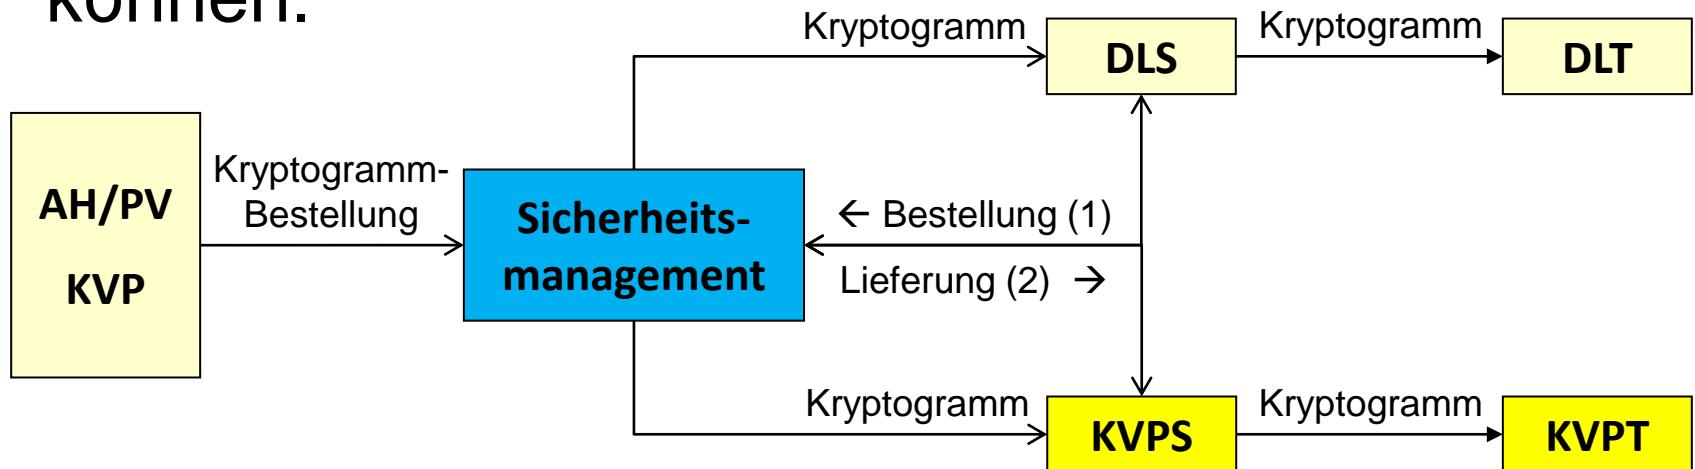 können.
Kryptogramm
DLS
Kryptogramm
DLT
AH/PV
KVP
Kryptogramm-
Bestellung
Sicherheits-
management
← Bestellung (1)
Lieferung (2) →
Kryptogramm
KVPS
Kryptogramm
KVPT